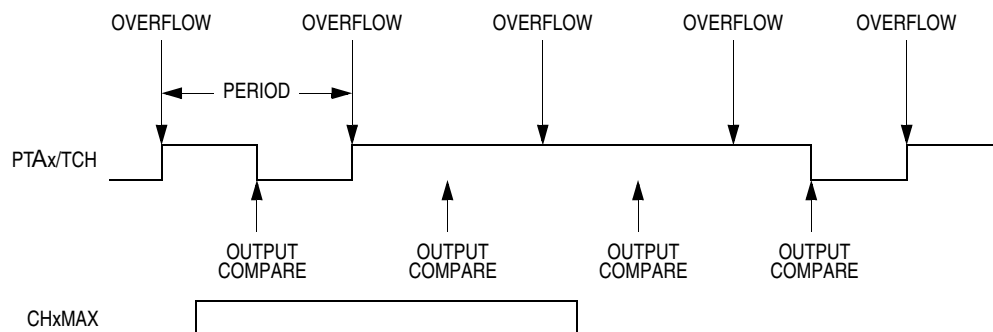 OVERFLOW OVERFLOW OVERFLOW OVERFLOW OVERFLOW
PERIOD
PTAx/TCH
OUTPUT OUTPUT OUTPUT OUTPUT
COMPARE COMPARE COMPARE COMPARE
CHxMAX